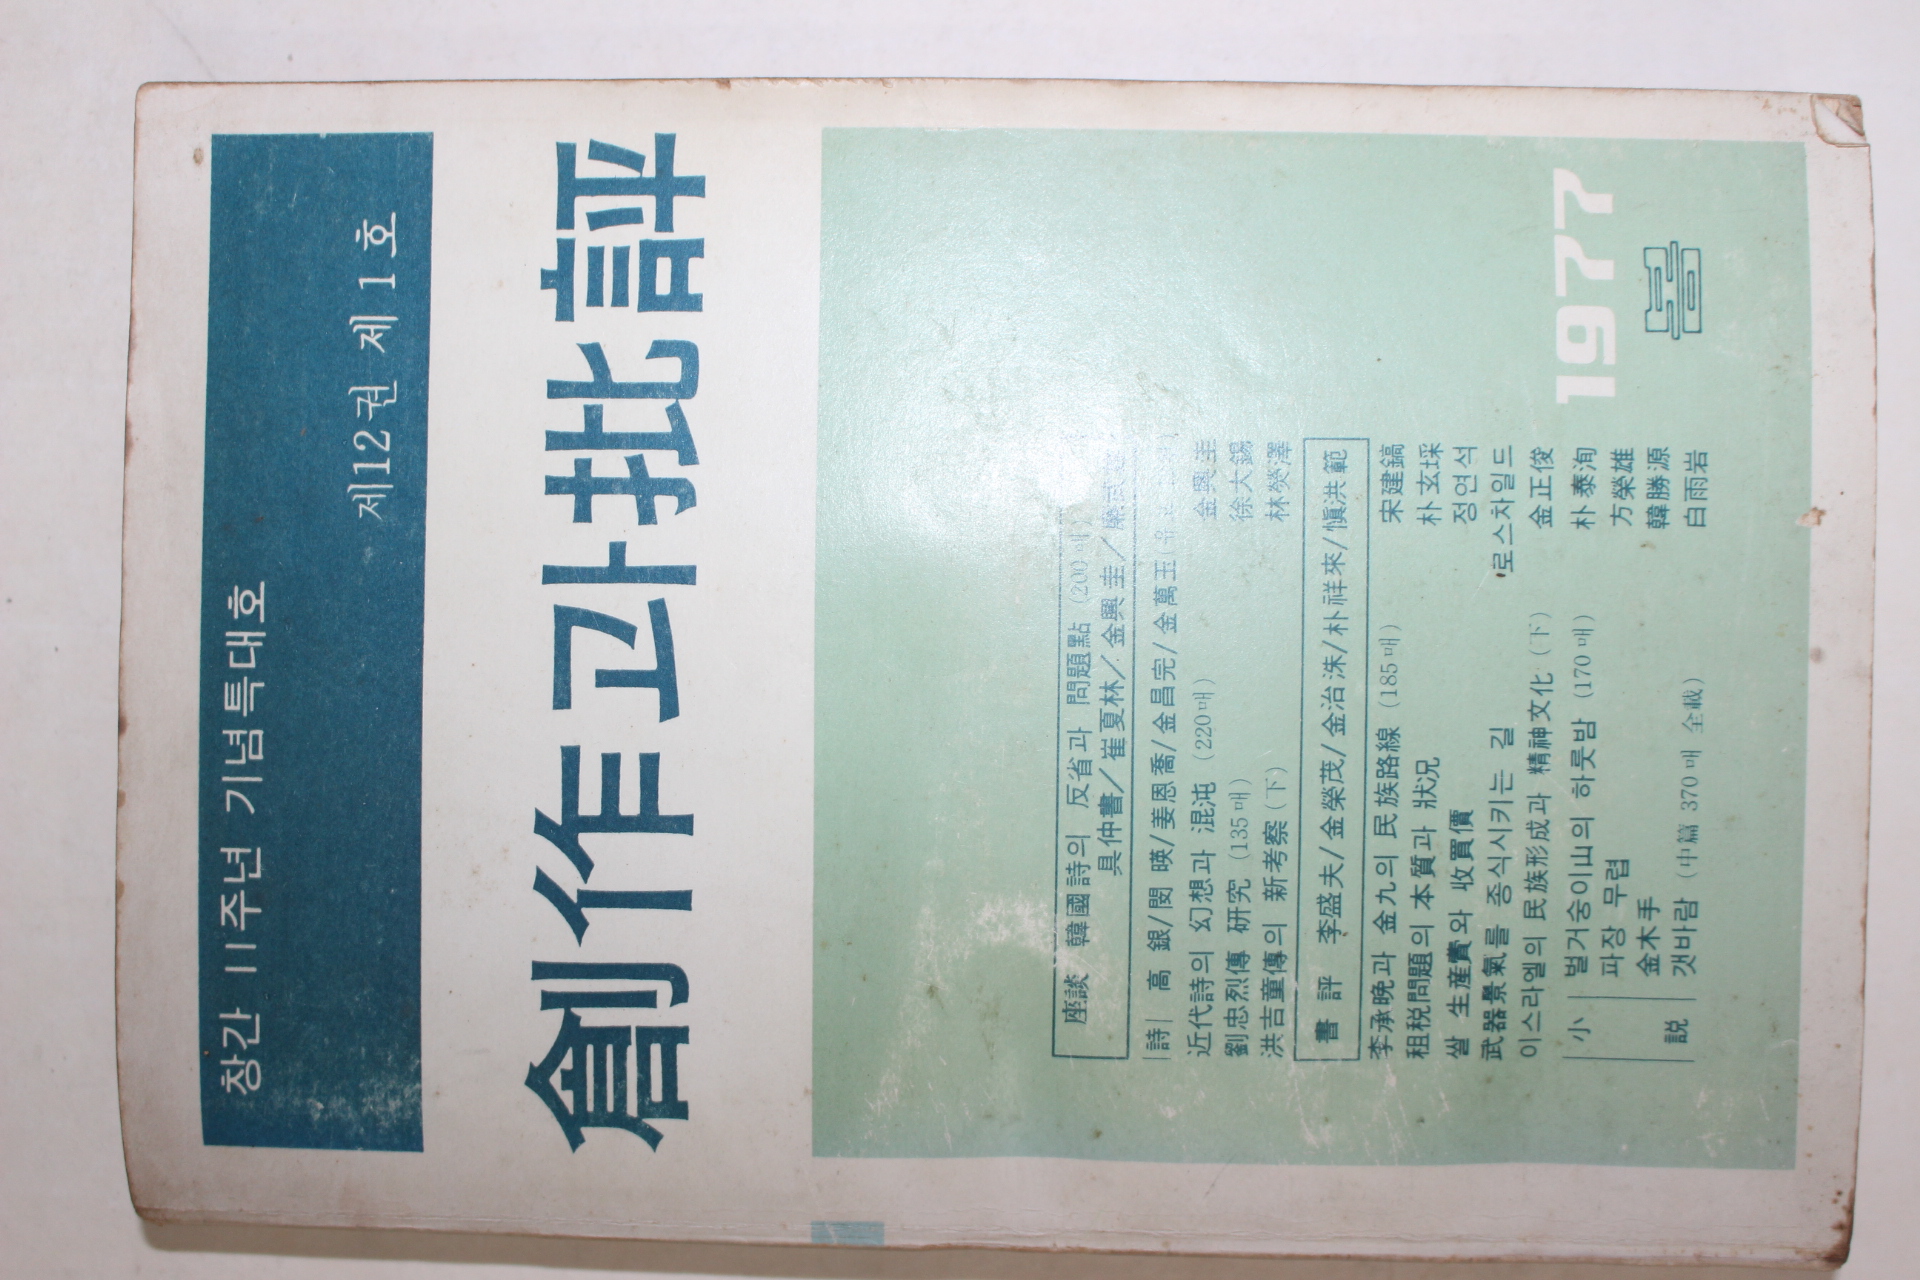 창간 11주년 기념특대호
제12권 제1호
創作과批評
座談 韓國詩의 反省과 問題點 (200매)
具仲書/崔夏林/金興圭/
詩 高 銀/閔 暎/姜恩喬/金昌完/金萬玉
近代詩의 幻想과 混沌 (220매) 金興圭
劉忠烈傳 硏究 (135매) 徐大錫
洪吉童傳의 新考察 (下) 林熒澤
書評 李盛夫/金榮茂/金治洙/朴祥來/愼洪範
李承晩과 金九의 民族路線 (185매) 宋建鎬
租税問題의 本質과 狀况 朴玄埰
쌀 生産費와 收買價 정연석
武器景氣를 종식시키는 길 로스차일드
이스라엘의 民族形成과 精神文化 (下) 金正俊
小説
벌거숭이山의 하룻밤 (170매) 朴泰洵
파장 무렵 方榮雄
金木手 韓勝源
갯바람 (中篇 370매 全載) 白雨岩
1977
봄